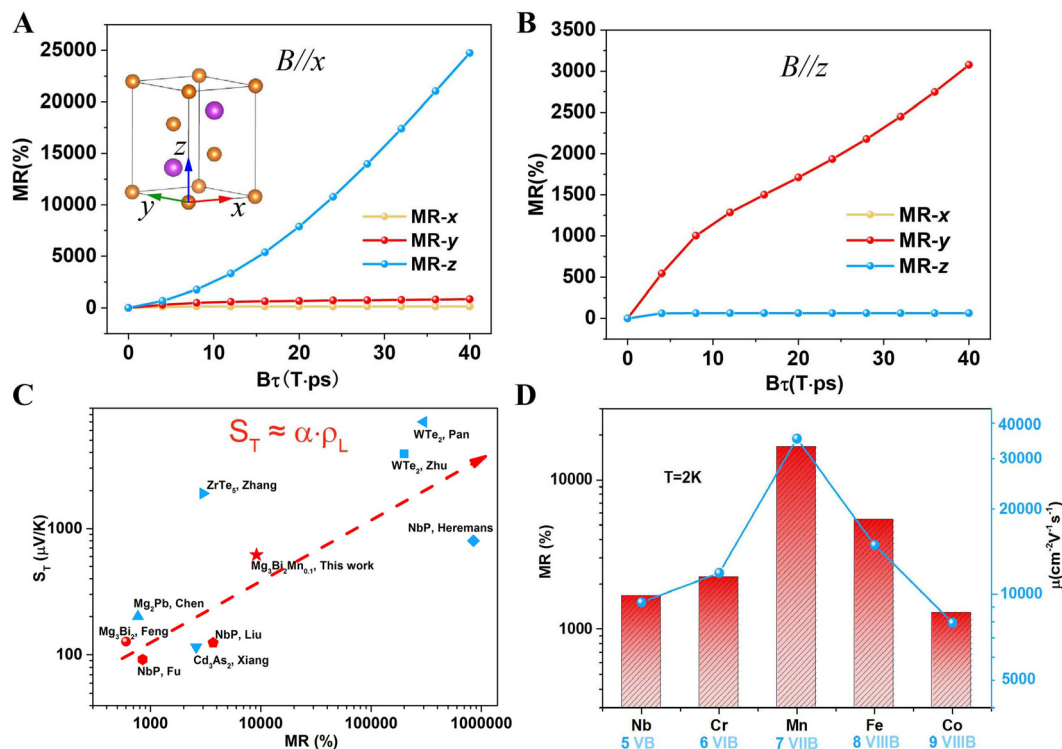 A
B//x
MR(%)
25000
20000
15000
10000
5000
0
z
y
x
MR-x
MR-y
MR-z
0 10 20 30 40
Bτ(T·ps)
B
B//z
MR(%)
3500
3000
2500
2000
1500
1000
500
0
MR-x
MR-y
MR-z
0 10 20 30 40
Bτ(T·ps)
C
S_T ≈ α·ρ_L
S_T (μV/K)
1000
100
WTe₂, Pan
WTe₂, Zhu
ZrTe₅, Zhang
NbP, Heremans
Mg₃Bi₂Mn₀.₁, This work
Mg₂Pb, Chen
Mg₃Bi₂, Feng
NbP, Liu
NbP, Fu
Cd₃As₂, Xiang
1000 10000 100000 1000000
MR (%)
D
T=2K
MR (%)
10000
1000
40000
35000
20000
10000
5000
μ(cm⁻²V⁻¹s⁻¹)
Nb Cr Mn Fe Co
5 VB 6 VIB 7 VIIB 8 VIIIB 9 VIIIB